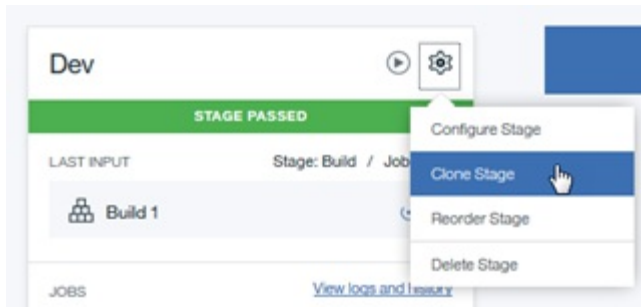 Dev
STAGE PASSED
Configure Stage
LAST INPUT Stage: Build / Job
Clone Stage
Build 1
Reorder Stage
Delete Stage
JOBS View logs and history